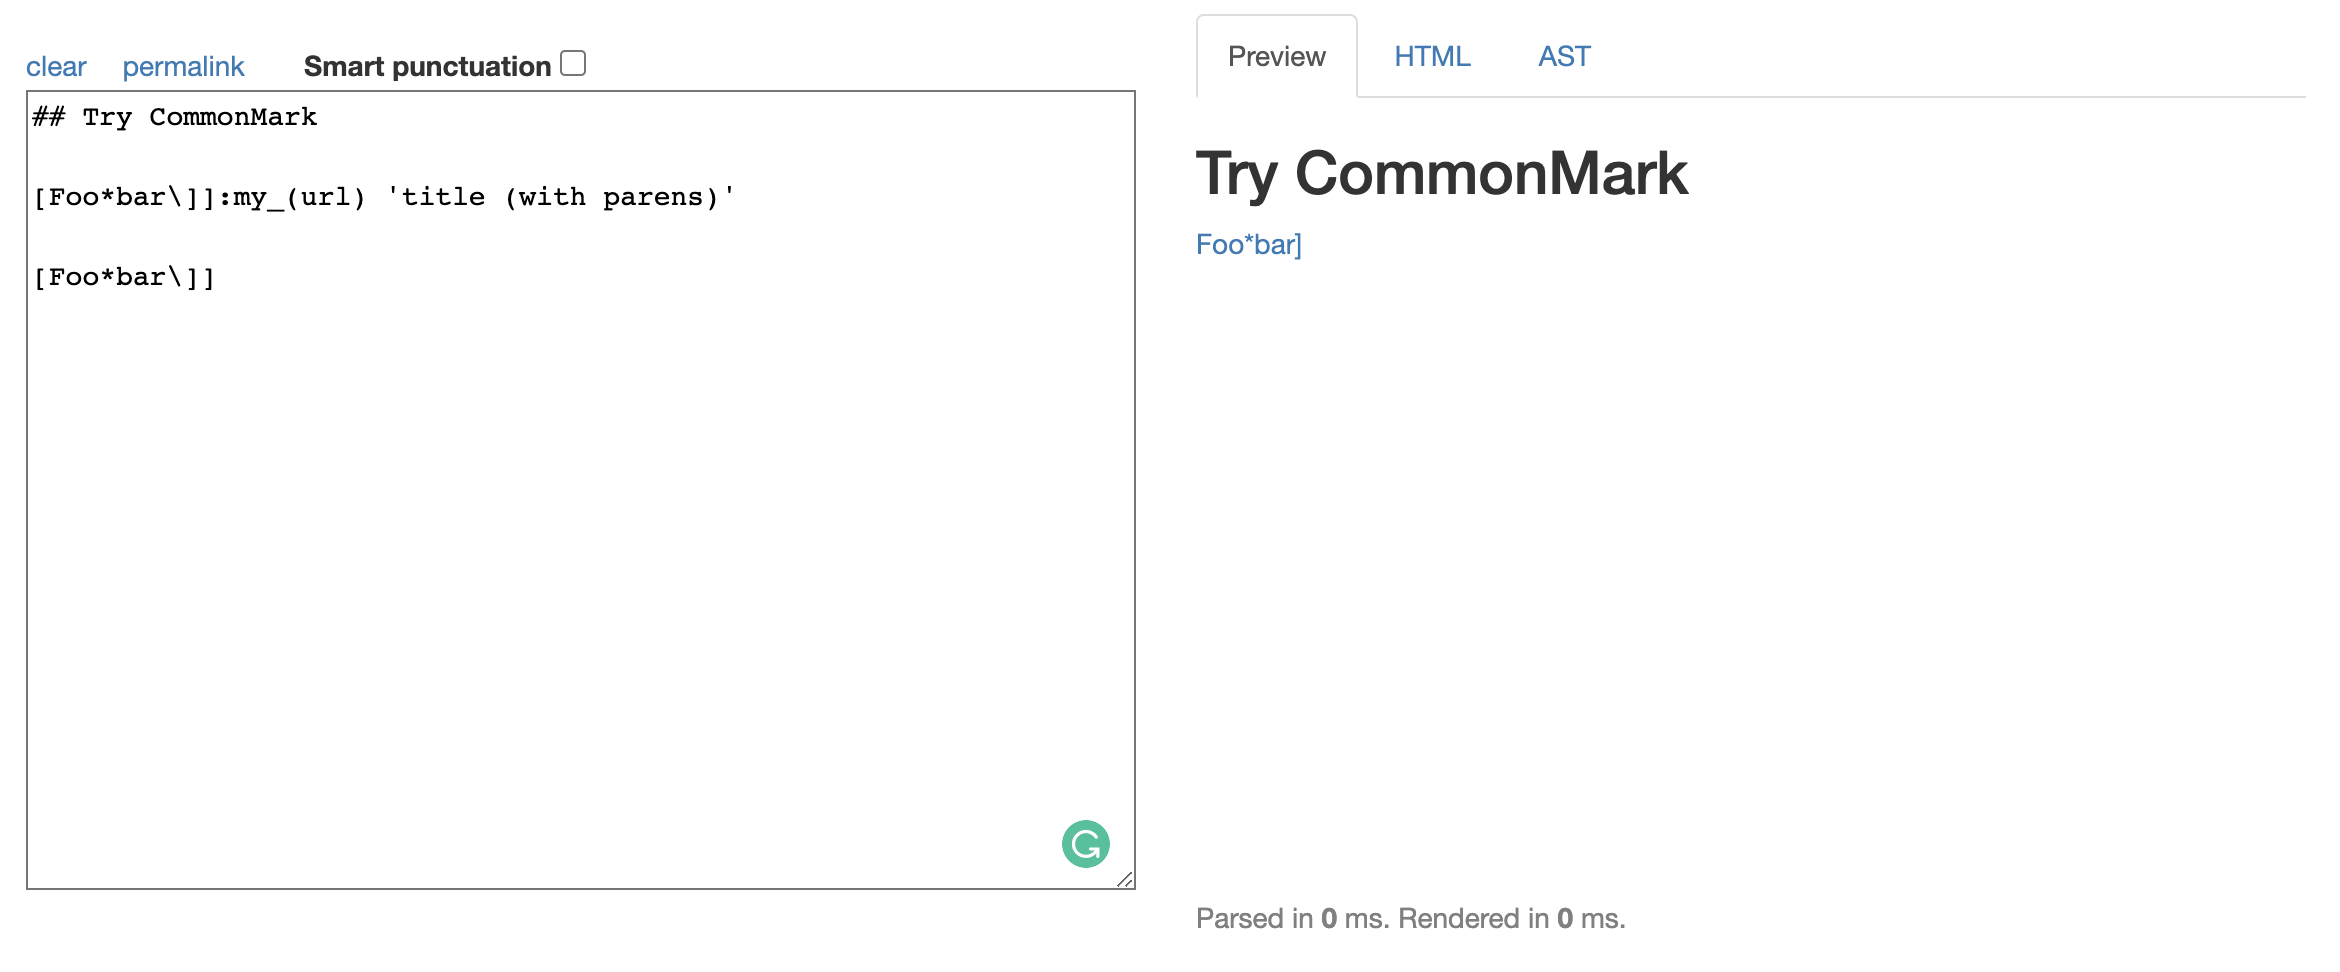 clear permalink Smart punctuation
## Try CommonMark
[Foo*bar\]]:my_(url) 'title (with parens)'
[Foo*bar\]]
Preview HTML AST
Try CommonMark
Foo*bar]
Parsed in 0 ms. Rendered in 0 ms.